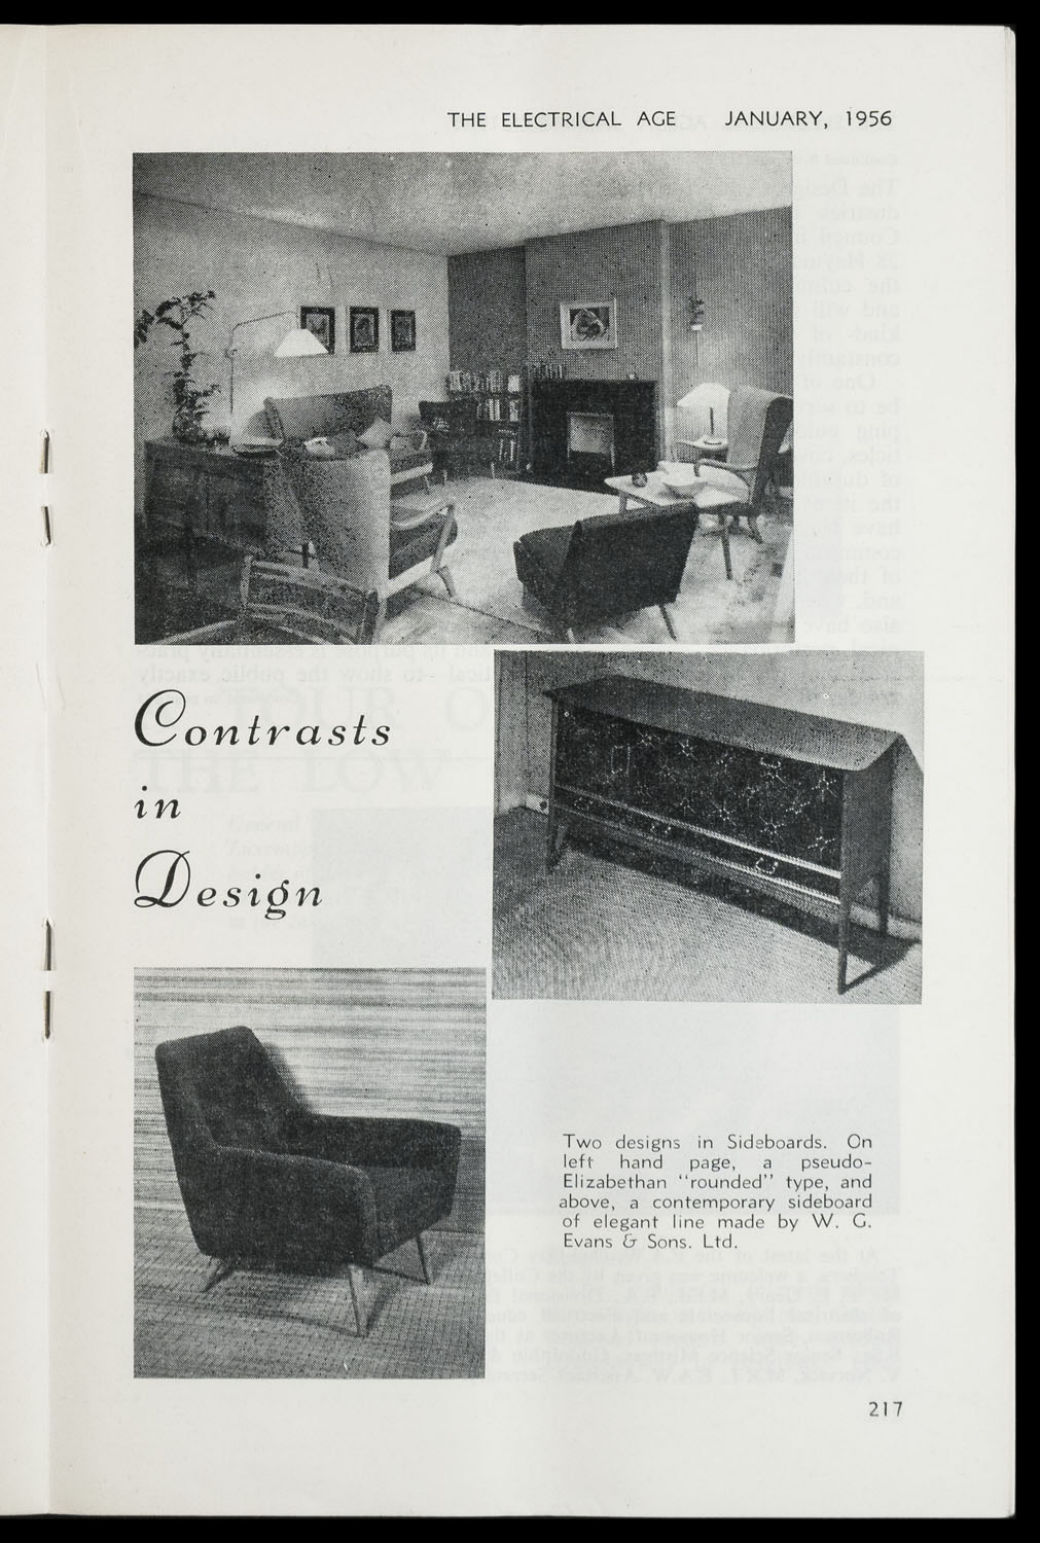 THE ELECTRICAL AGE JANUARY, 1956
Contrasts
in
Design
Two designs in Sideboards. On
left hand page, a pseudo-
Elizabethan "rounded" type, and
above, a contemporary sideboard
of elegant line made by W. G.
Evans & Sons. Ltd.
217